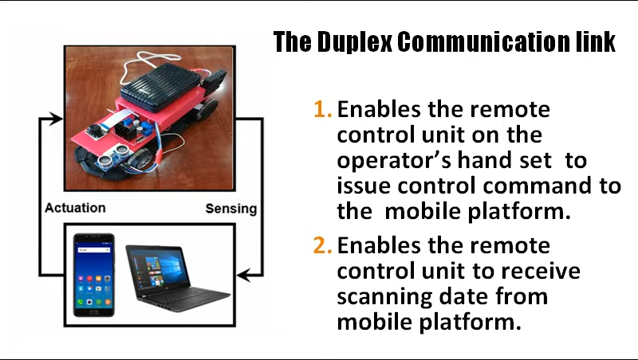 The Duplex Communication link
1. Enables the remote
control unit on the
operator's hand set to
issue control command to
the mobile platform.
2. Enables the remote
control unit to receive
scanning date from
mobile platform.
Actuation
Sensing